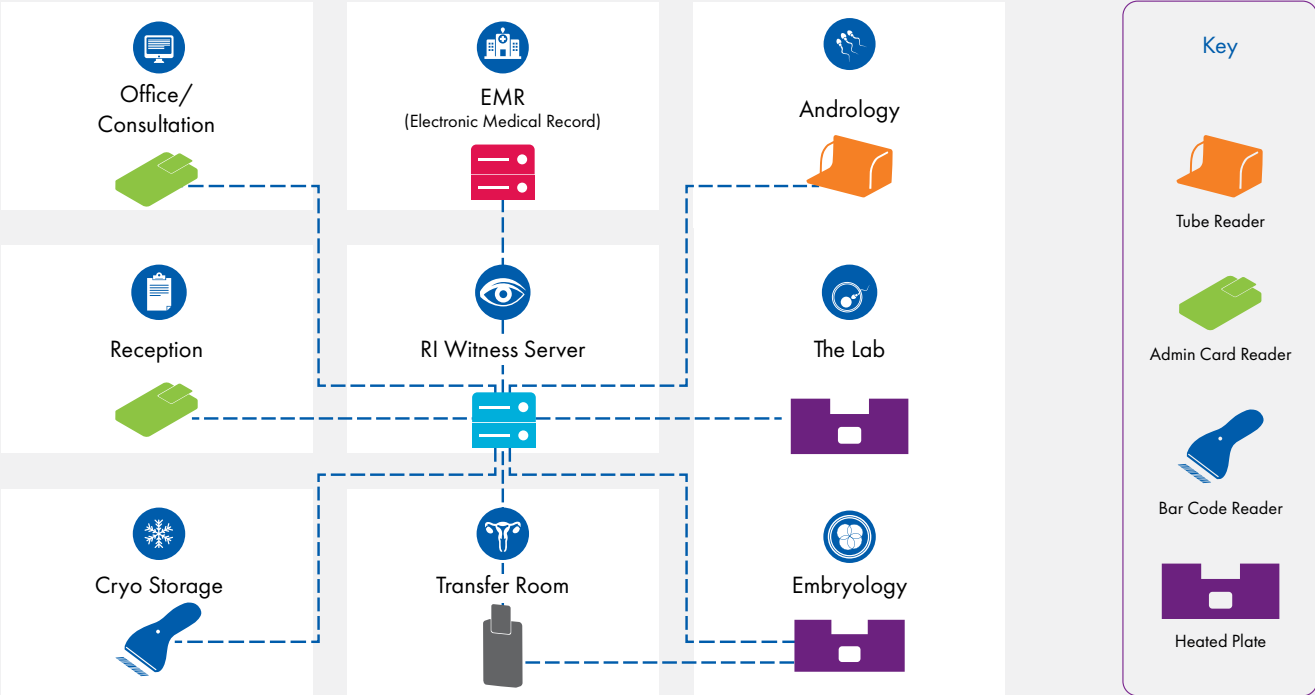 Office/
Consultation
EMR
(Electronic Medical Record)
Andrology
Key
Tube Reader
Reception
RI Witness Server
The Lab
Admin Card Reader
Bar Code Reader
Cryo Storage
Transfer Room
Embryology
Heated Plate